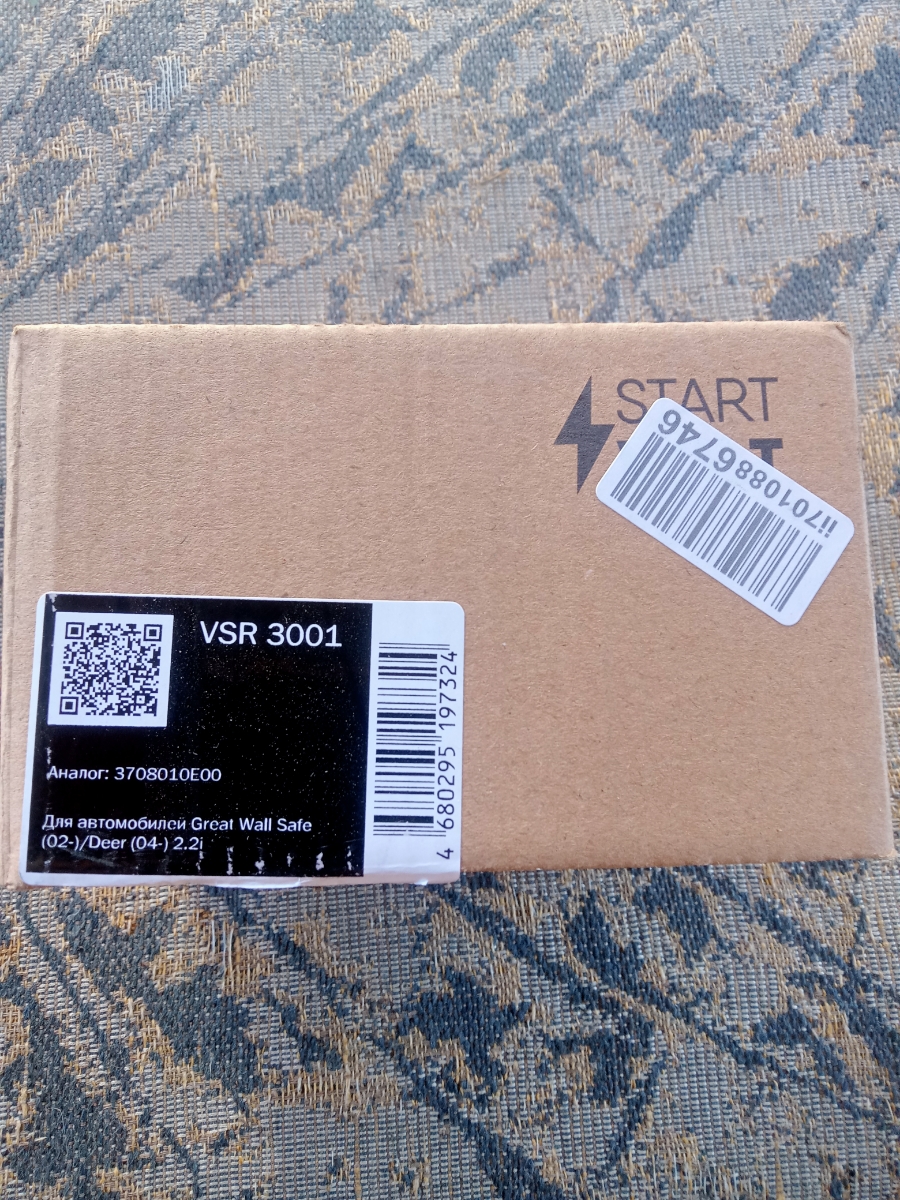 START
ii7010886746
VSR 3001
Аналог: 3708010E00
Для автомобилей Great Wall Safe
(02-)/Deer (04-) 2.2i
4 680295 197324